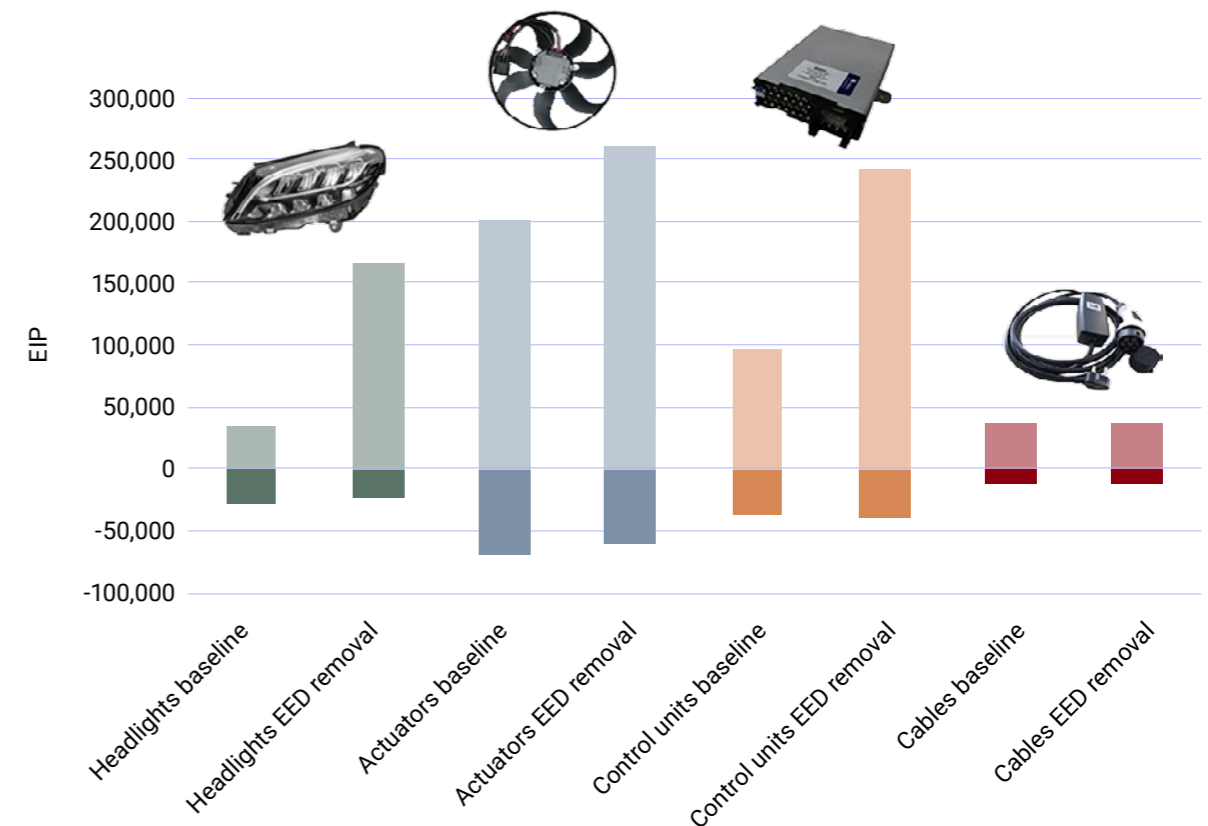 300,000
250,000
200,000
150,000
100,000
50,000
0
-50,000
-100,000
EIP
Headlights baseline
Headlights EED removal
Actuators baseline
Actuators EED removal
Control units baseline
Control units EED removal
Cables baseline
Cables EED removal